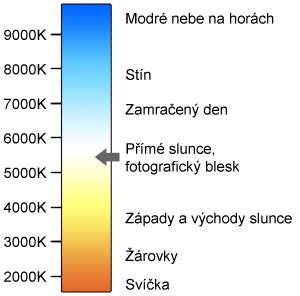 Modré nebe na horách
9000K
8000K
Stín
7000K
Zamračený den
6000K
Přímé slunce,
fotografický blesk
5000K
4000K
Západy a východy slunce
3000K
Žárovky
2000K
Svíčka